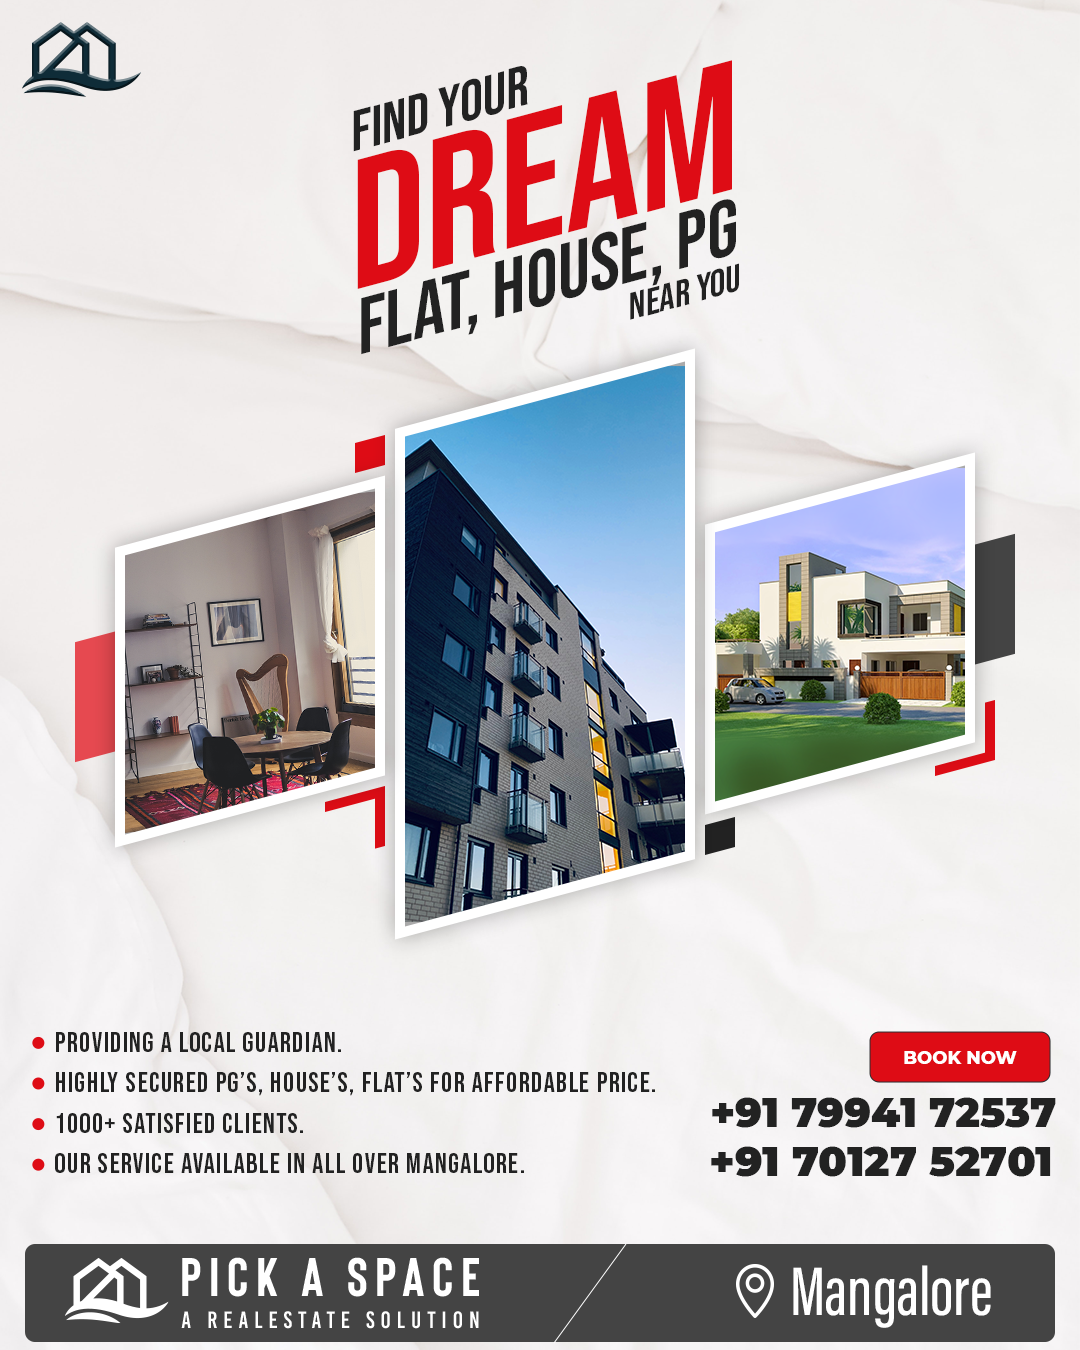 FIND YOUR
DREAM
FLAT, HOUSE, PG
NEAR YOU
PROVIDING A LOCAL GUARDIAN.
HIGHLY SECURED PG'S, HOUSE'S, FLAT'S FOR AFFORDABLE PRICE.
1000+ SATISFIED CLIENTS.
OUR SERVICE AVAILABLE IN ALL OVER MANGALORE.
BOOK NOW
+91 79941 72537
+91 70127 52701
PICK A SPACE
A REALESTATE SOLUTION
Mangalore